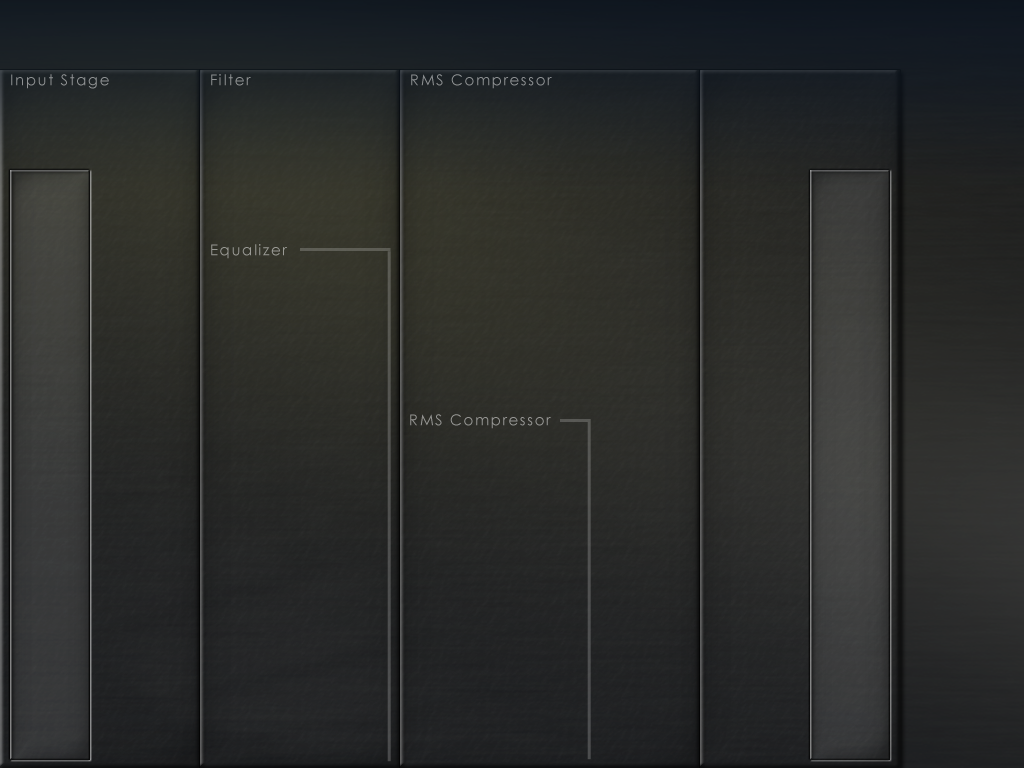 Input Stage
Filter
RMS Compressor
Equalizer
RMS Compressor